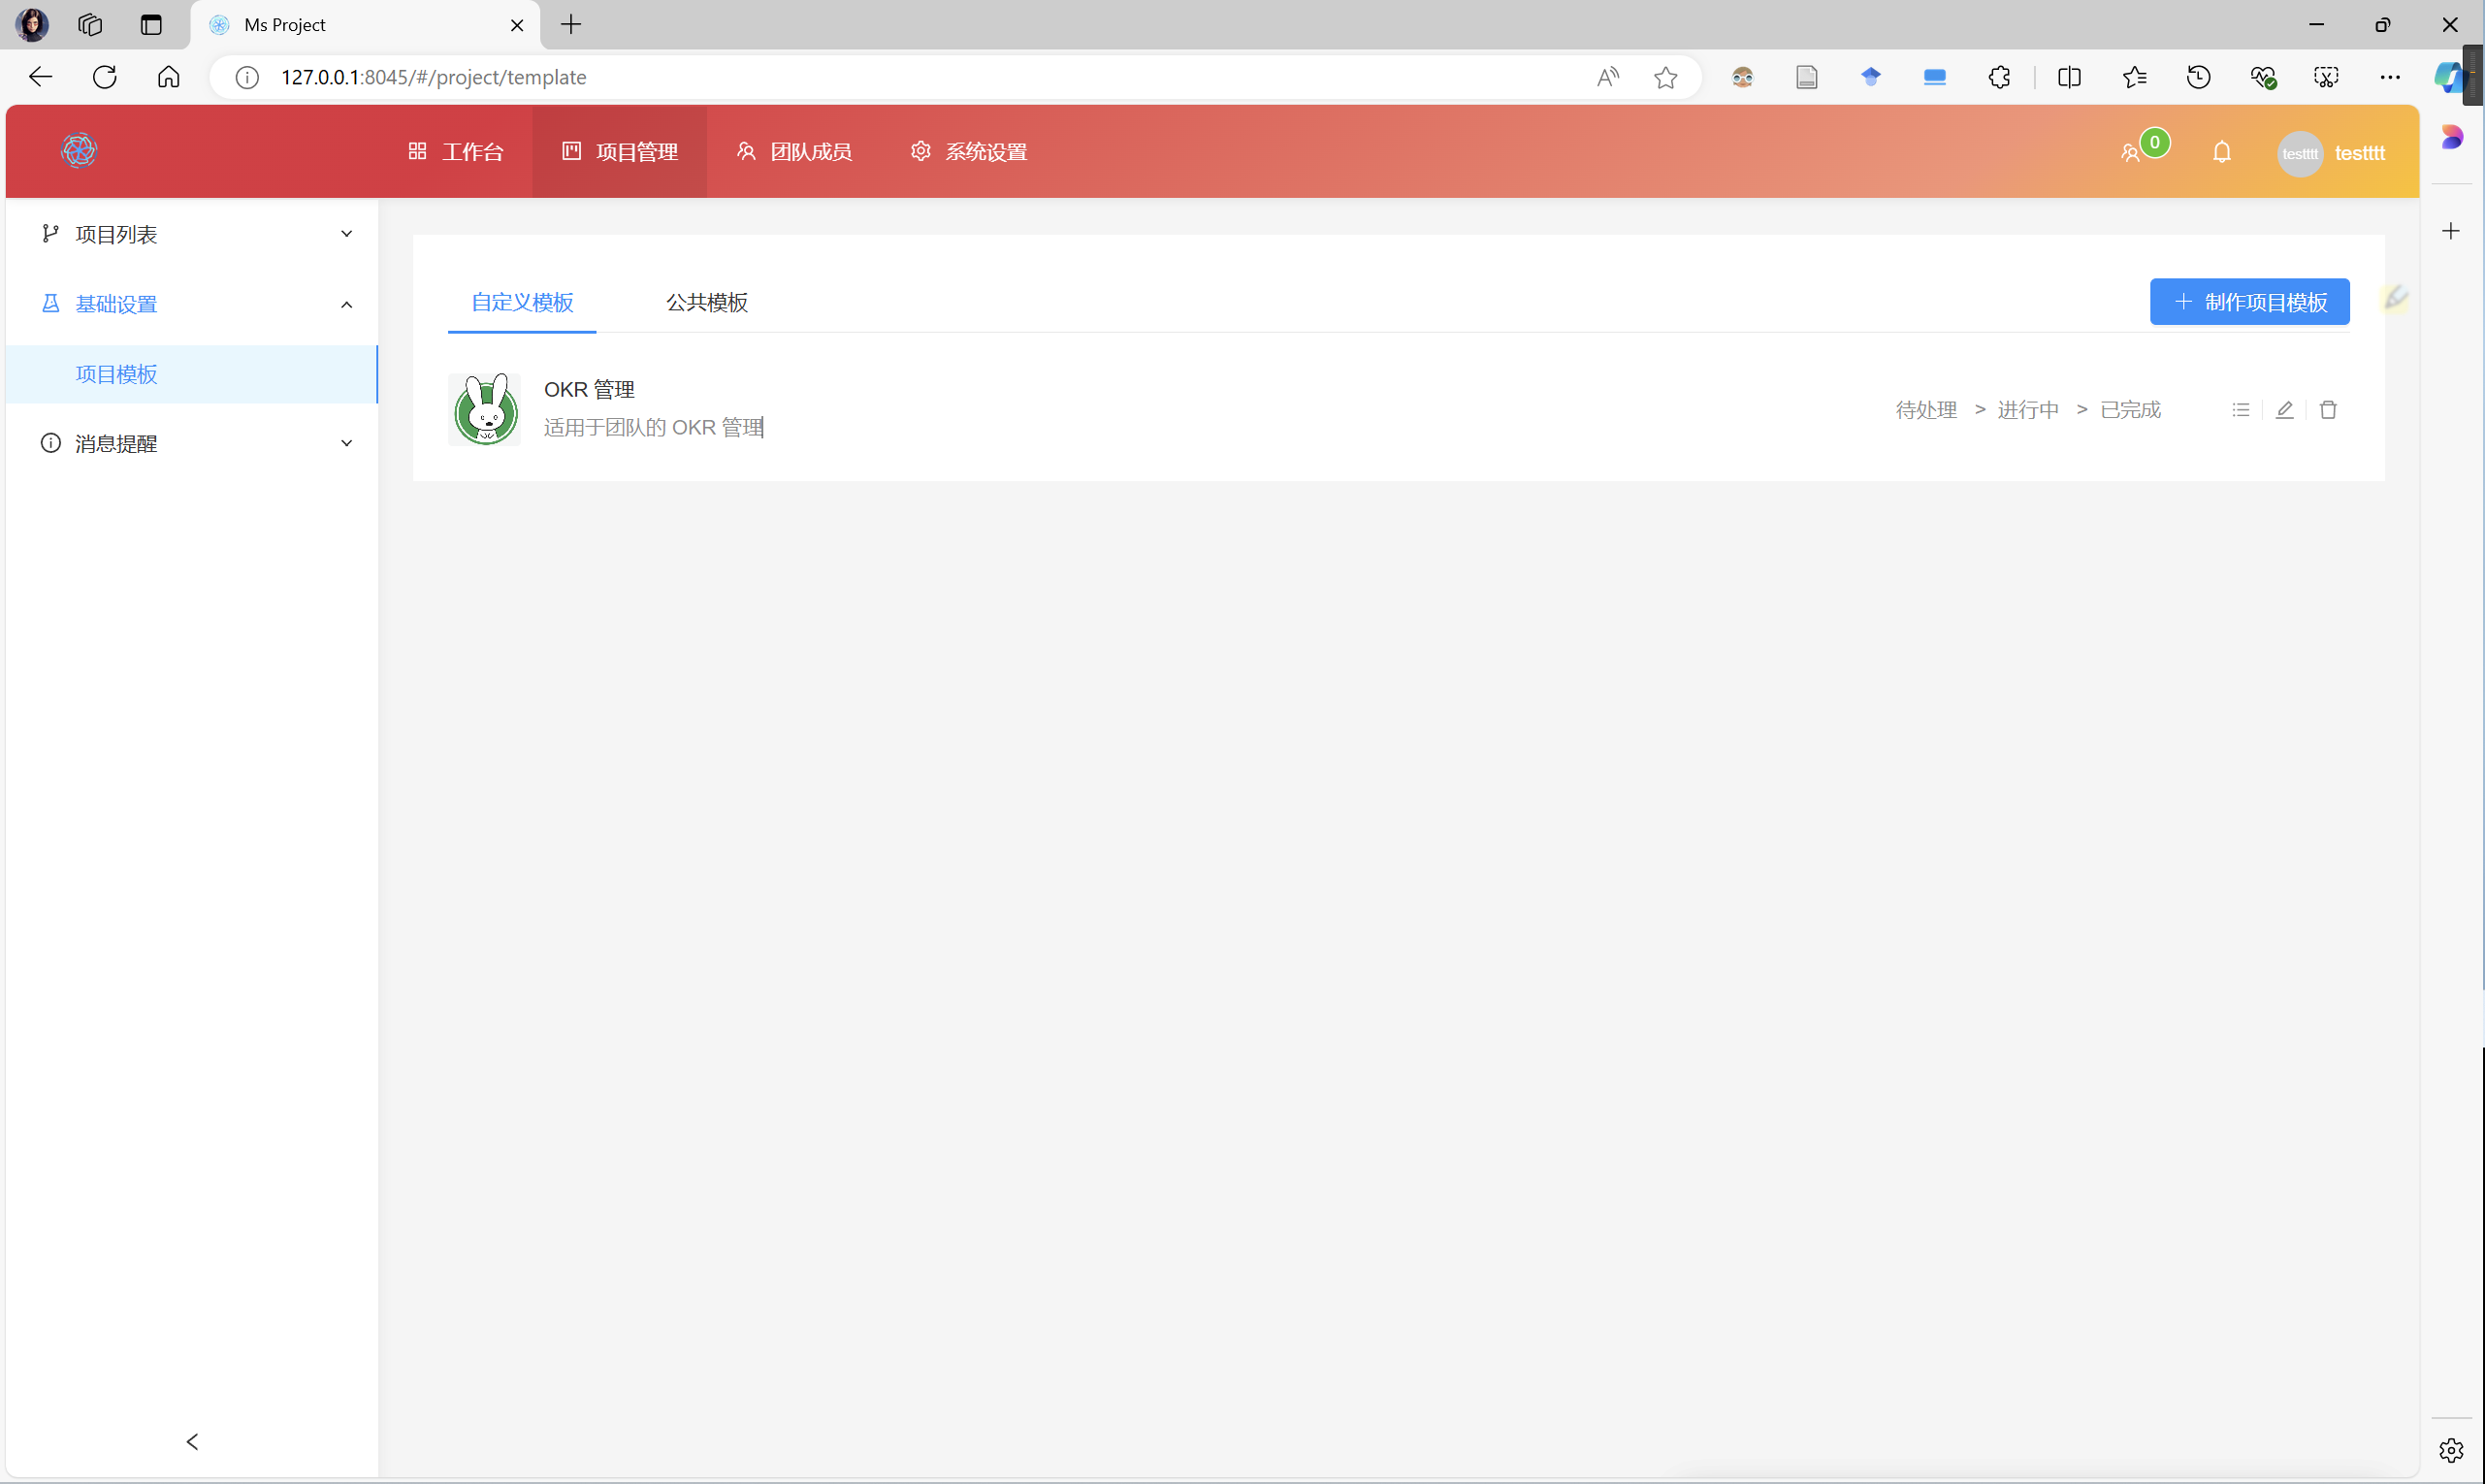 Ms Project
127.0.0.1:8045/#/project/template
工作台
项目管理
团队成员
系统设置
0
testttt
testttt
项目列表
基础设置
项目模板
消息提醒
自定义模板
公共模板
制作项目模板
OKR 管理
适用于团队的 OKR 管理
待处理 > 进行中 > 已完成